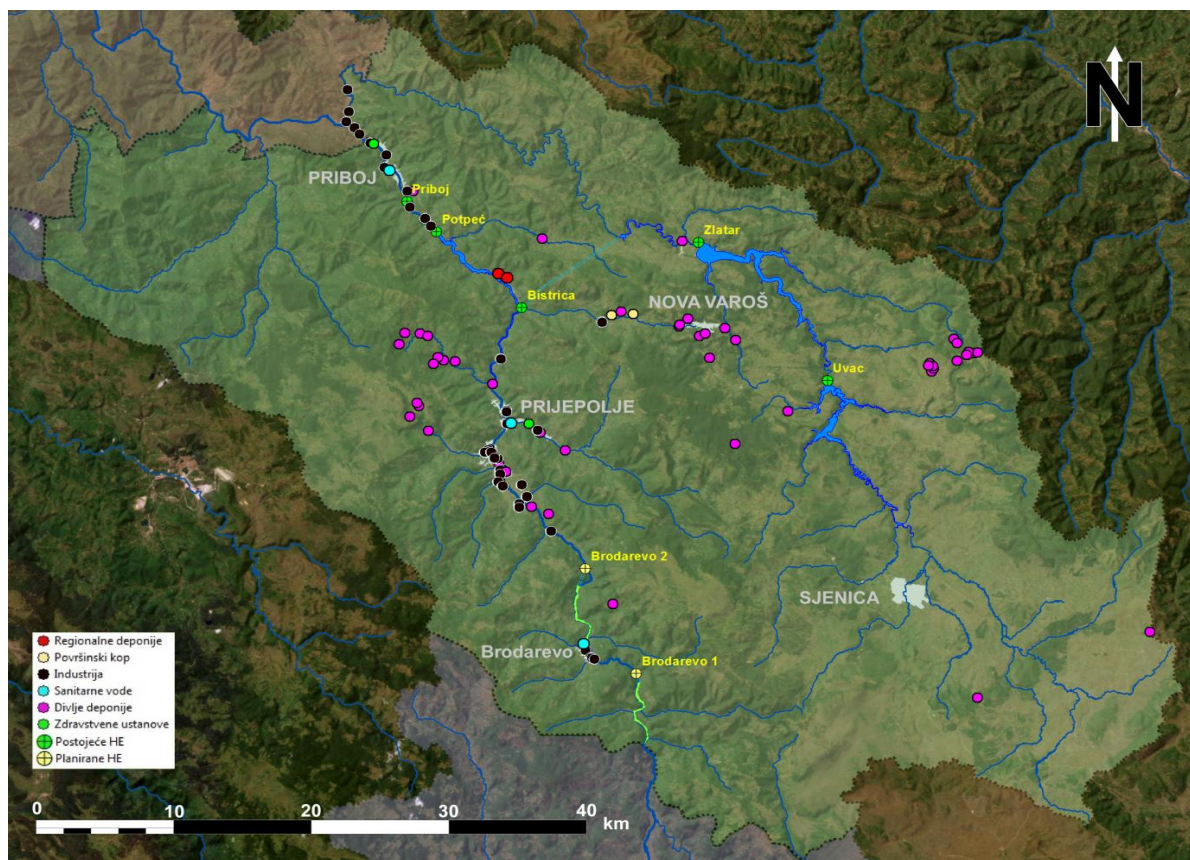 N
PRIBOJ
Priboj
Potpeć
Zlatar
Bistrica
NOVA VAROŠ
Uvac
PRIJEPOLJE
Brodarevo 2
SJENICA
Brodarevo
Brodarevo 1
Regionalne deponije
Površinski kop
Industrija
Sanitarne vode
Divlje deponije
Zdravstvene ustanove
Postojeće HE
Planirane HE
0 10 20 30 40
km